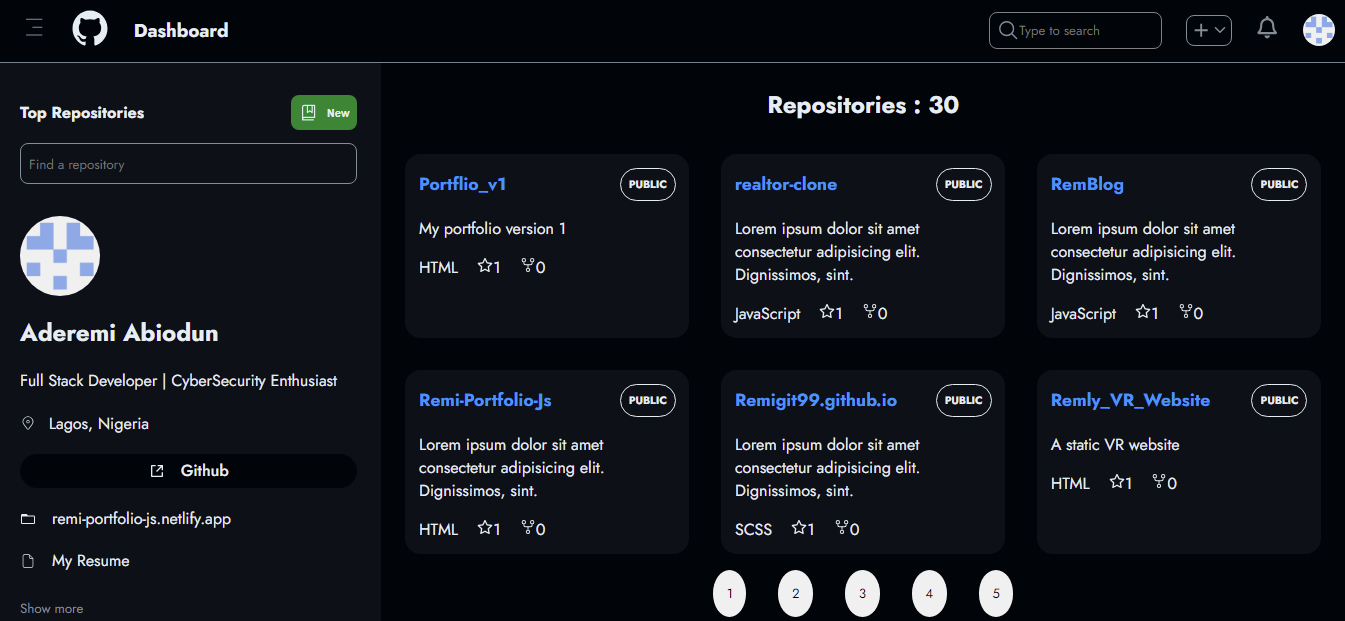 Dashboard
Type to search
Top Repositories
New
Find a repository
Aderemi Abiodun
Full Stack Developer | CyberSecurity Enthusiast
Lagos, Nigeria
Github
remi-portfolio-js.netlify.app
My Resume
Show more
Repositories : 30
Portflio_v1
PUBLIC
My portfolio version 1
HTML 1 0
realtor-clone
PUBLIC
Lorem ipsum dolor sit amet
consectetur adipisicing elit.
Dignissimos, sint.
JavaScript 1 0
RemBlog
PUBLIC
Lorem ipsum dolor sit amet
consectetur adipisicing elit.
Dignissimos, sint.
JavaScript 1 0
Remi-Portfolio-Js
PUBLIC
Lorem ipsum dolor sit amet
consectetur adipisicing elit.
Dignissimos, sint.
HTML 1 0
Remigit99.github.io
PUBLIC
Lorem ipsum dolor sit amet
consectetur adipisicing elit.
Dignissimos, sint.
SCSS 1 0
Remly_VR_Website
PUBLIC
A static VR website
HTML 1 0
1 2 3 4 5